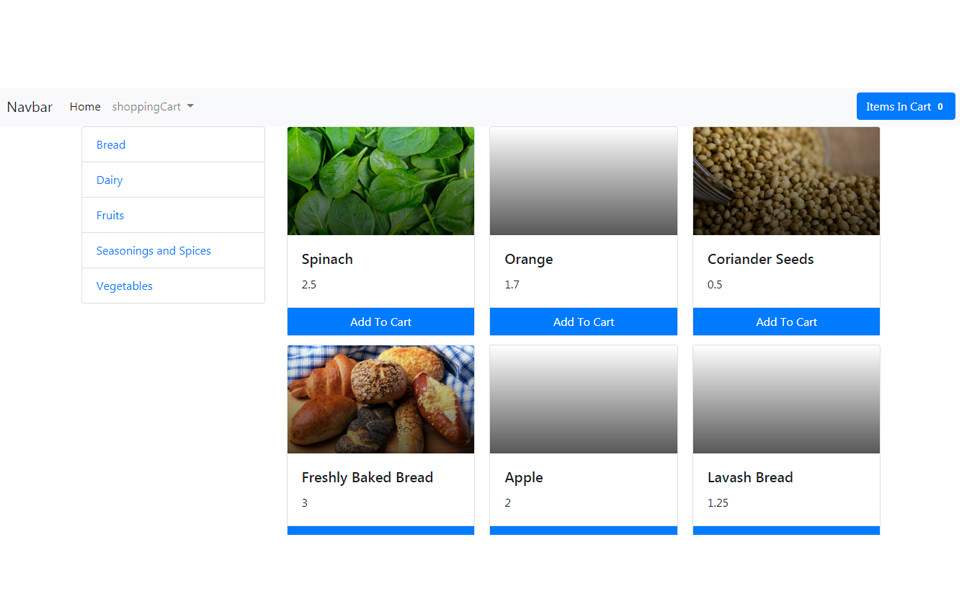 Navbar Home shoppingCart Items In Cart 0
Bread
Dairy
Fruits
Seasonings and Spices
Vegetables
Spinach
2.5
Add To Cart
Orange
1.7
Add To Cart
Coriander Seeds
0.5
Add To Cart
Freshly Baked Bread
3
Apple
2
Lavash Bread
1.25